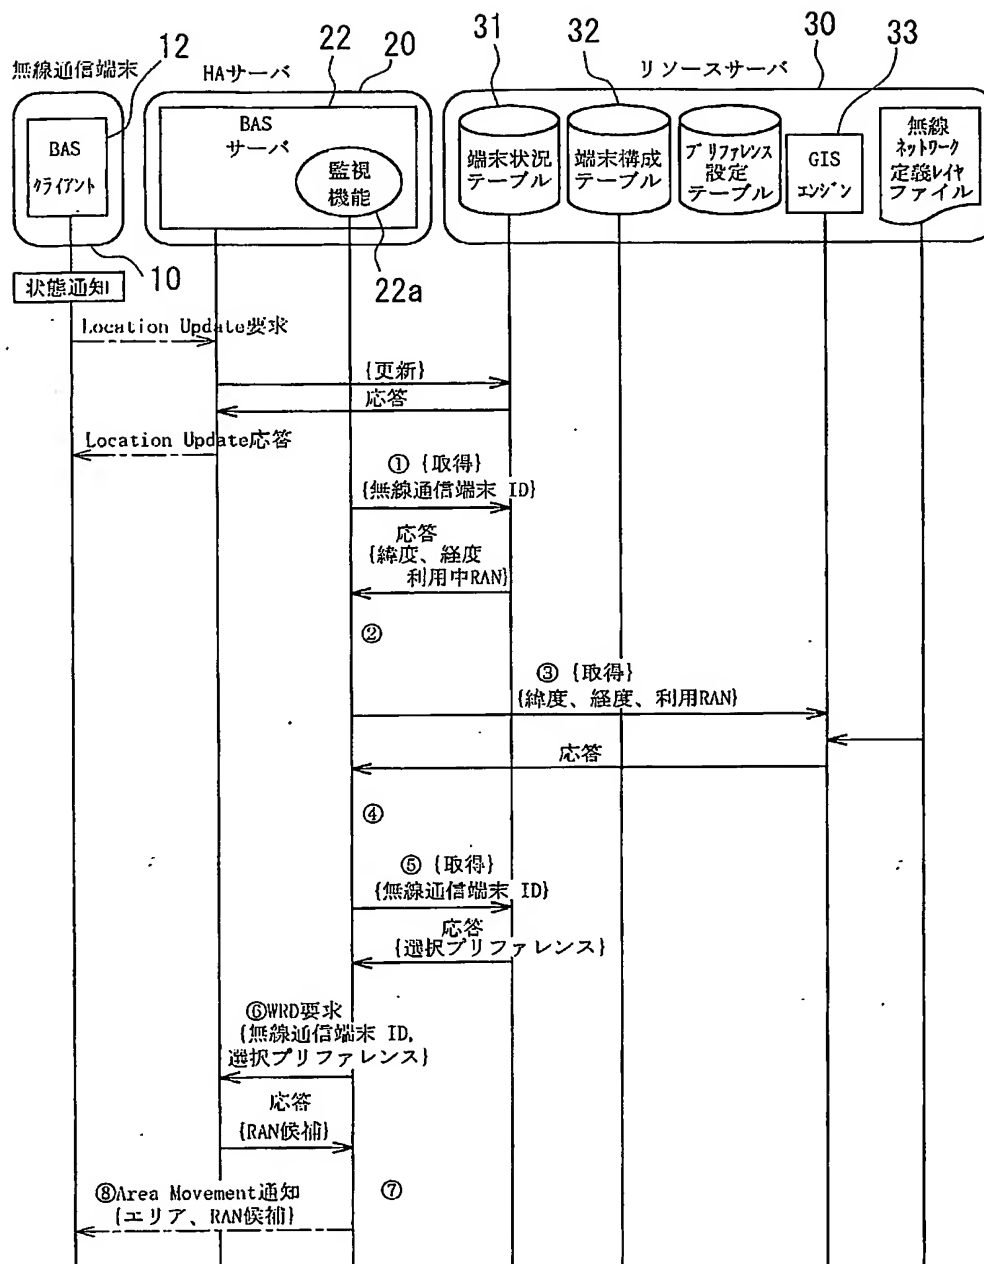 31
32
30
33
12
22
20
無線通信端末
HAサーバ
リソースサーバ
BAS
クライアント
BAS
サーバ
監視
機能
端末状況
テーブル
端末構成
テーブル
プリファレンス
設定
テーブル
GIS
エンジン
無線
ネットワーク
定義レイヤ
ファイル
10
22a
状態通知
Location Update要求
{更新}
応答
Location Update応答
① {取得}
{無線通信端末 ID}
応答
{緯度、経度
利用中RAN}
②
③ {取得}
{緯度、経度、利用RAN}
応答
④
⑤ {取得}
{無線通信端末 ID}
応答
{選択プリファレンス}
⑥WRD要求
{無線通信端末 ID,
選択プリファレンス}
応答
{RAN候補}
⑧Area Movement通知
{エリア、RAN候補}
⑦